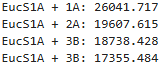 EucS1A + 1A: 26041.717
EucS1A + 2A: 19607.615
EucS1A + 3B: 18738.428
EucS1A + 3B: 17355.484